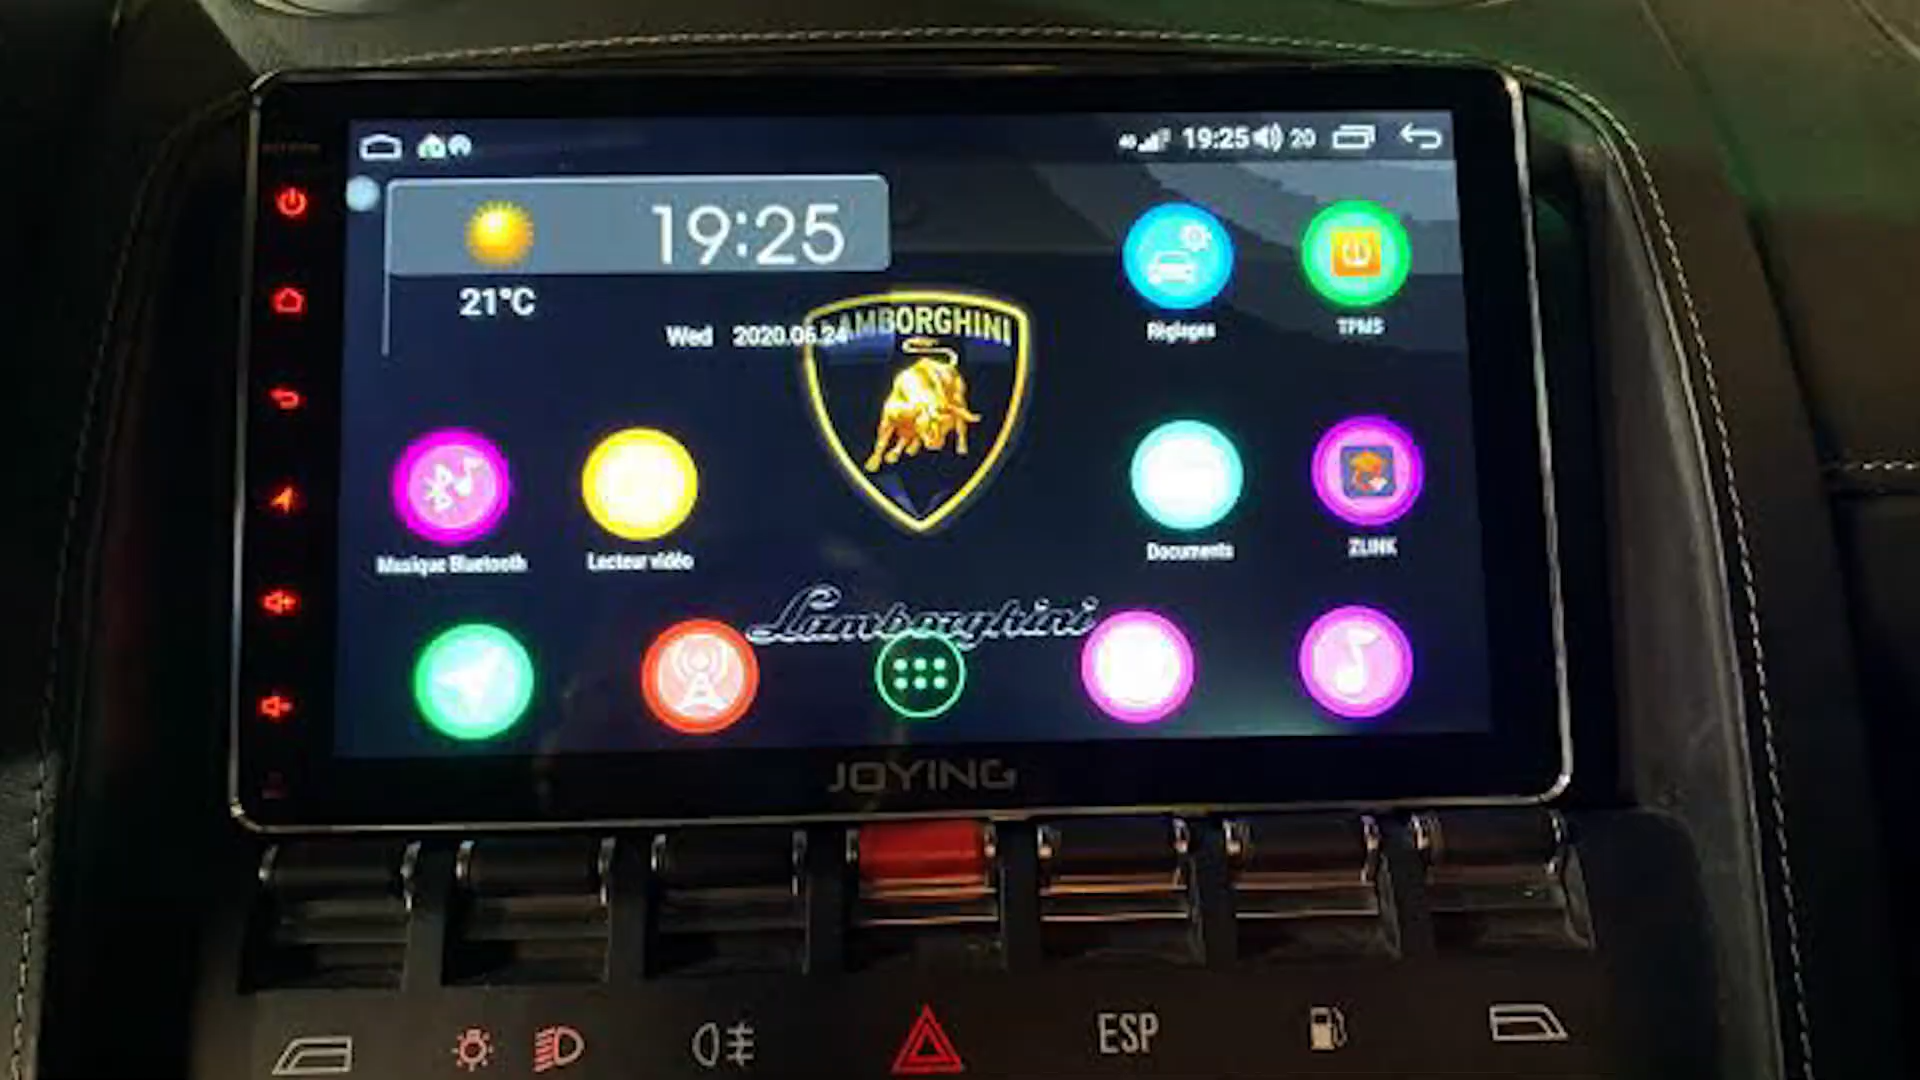 19:25 20
19:25
21°C
Wed 2020.06.24
LAMBORGHINI
Réglages
TPMS
Musique Bluetooth
Lecteur vidéo
Documents
ZLINK
Lamborghini
JOYING
ESP